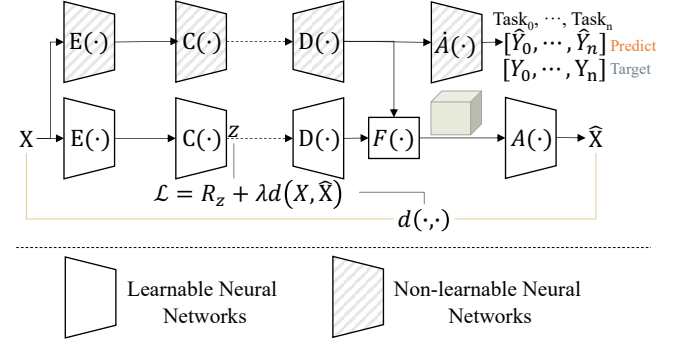 Task₀, ⋯, Taskₙ
E(·) C(·) D(·) Ȧ(·) [Ŷ₀, ⋯, Ŷₙ] Predict
[Y₀, ⋯, Yₙ] Target
X E(·) C(·) z D(·) F(·) A(·) X̂
ℒ = R_z + λd(X, X̂)
d(·,·)
Learnable Neural
Networks
Non-learnable Neural
Networks